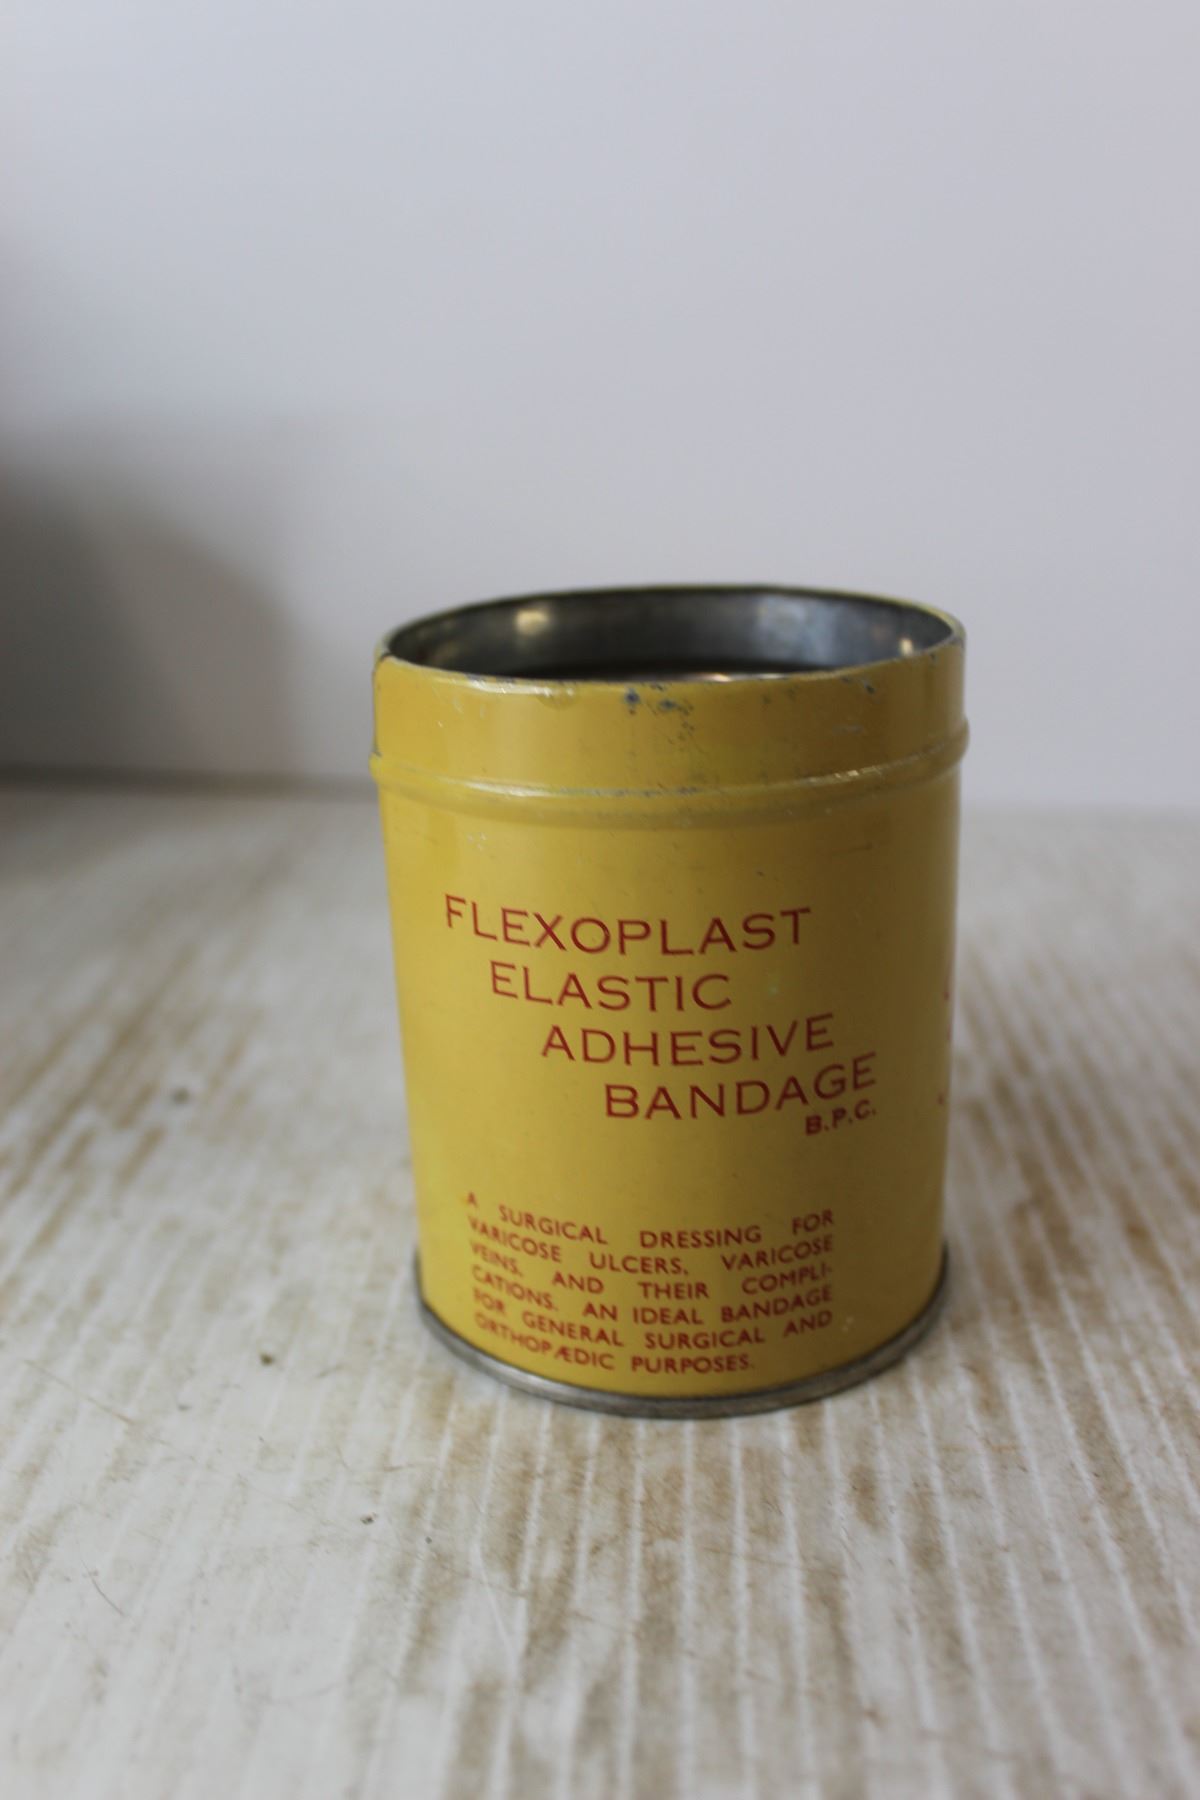 FLEXOPLAST
ELASTIC
ADHESIVE
BANDAGE
B.P.C.
A SURGICAL DRESSING FOR
VARICOSE ULCERS, VARICOSE
VEINS, AND THEIR COMPLI-
CATIONS. AN IDEAL BANDAGE
FOR GENERAL SURGICAL AND
ORTHOPÆDIC PURPOSES.